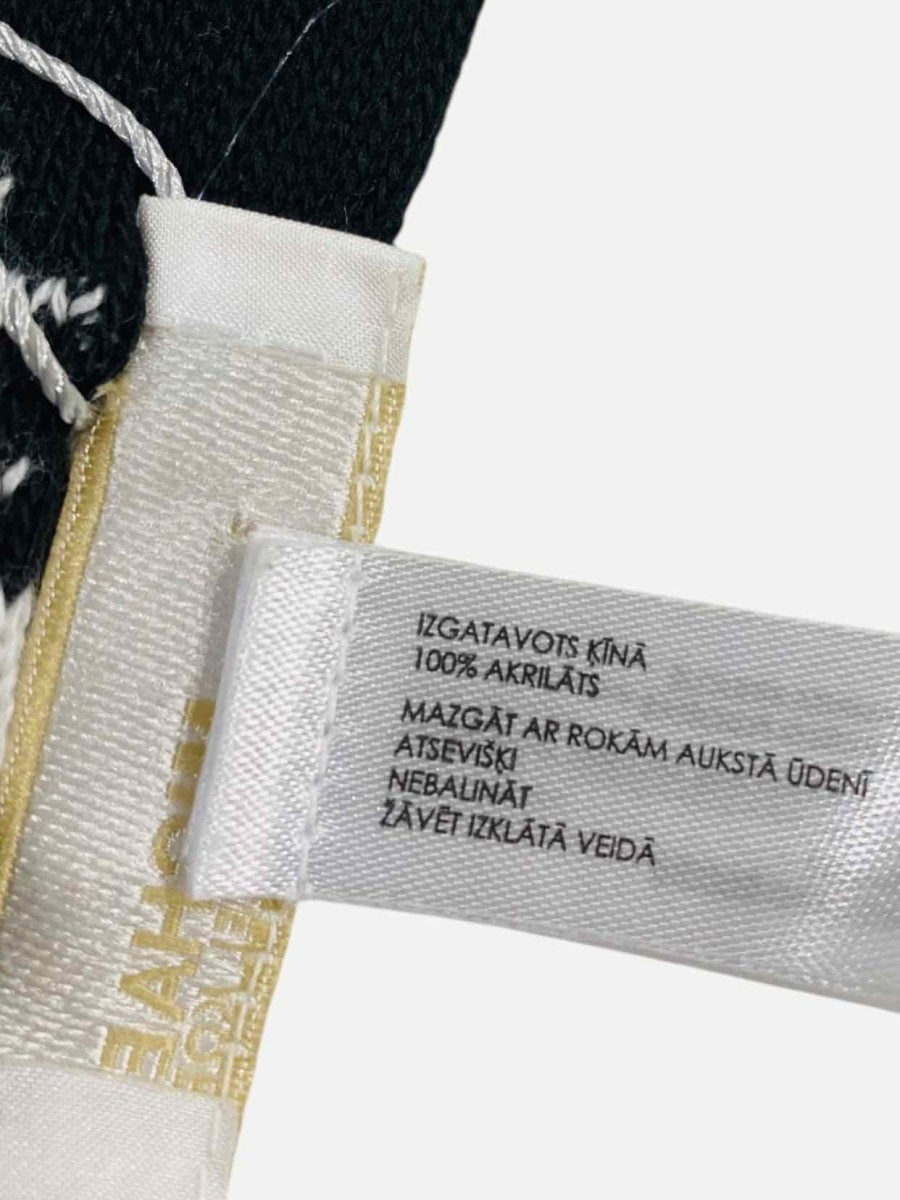 IZGATAVOTS ĶĪNĀ
100% AKRILĀTS
MAZGĀT AR ROKĀM AUKSTĀ ŪDENĪ
ATSEVIŠĶI
NEBALINĀT
ŽĀVĒT IZKLĀTĀ VEIDĀ